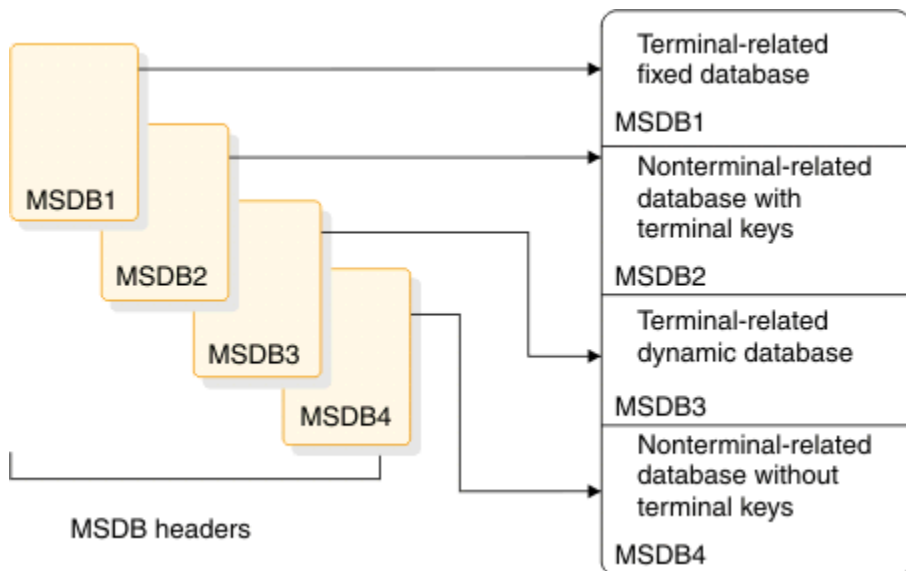 MSDB1
MSDB2
MSDB3
MSDB4
MSDB headers
Terminal-related
fixed database
MSDB1
Nonterminal-related
database with
terminal keys
MSDB2
Terminal-related
dynamic database
MSDB3
Nonterminal-related
database without
terminal keys
MSDB4